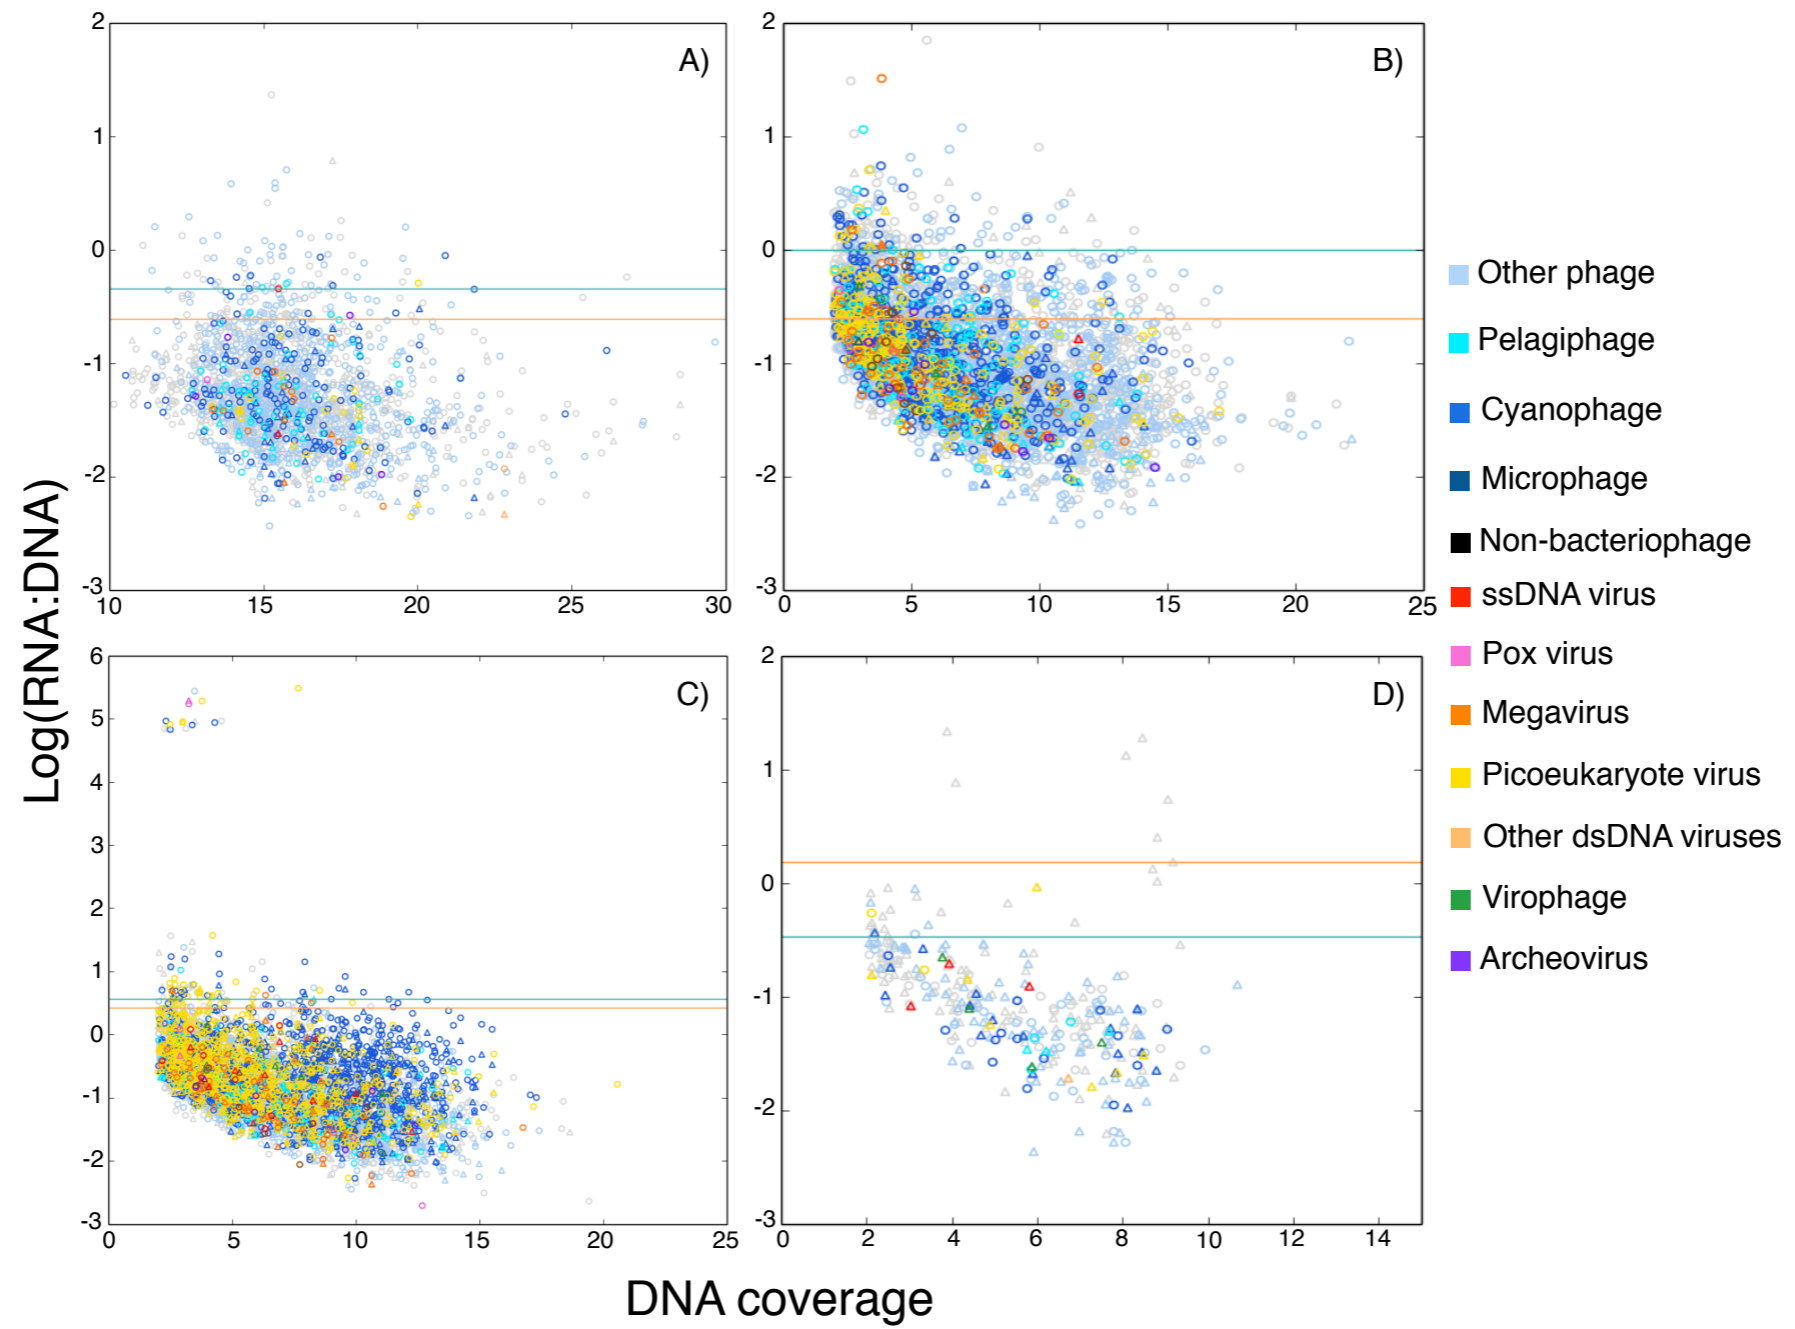 A)
2
1
0
-1
-2
-3
10
15
20
25
30
B)
2
1
0
-1
-2
-3
0
5
10
15
20
25
C)
6
5
4
3
2
1
0
-1
-2
-3
0
5
10
15
20
25
D)
2
1
0
-1
-2
-3
0
2
4
6
8
10
12
14
Log(RNA:DNA)
DNA coverage
Other phage
Pelagiphage
Cyanophage
Microphage
Non-bacteriophage
ssDNA virus
Pox virus
Megavirus
Picoeukaryote virus
Other dsDNA viruses
Virophage
Archeovirus